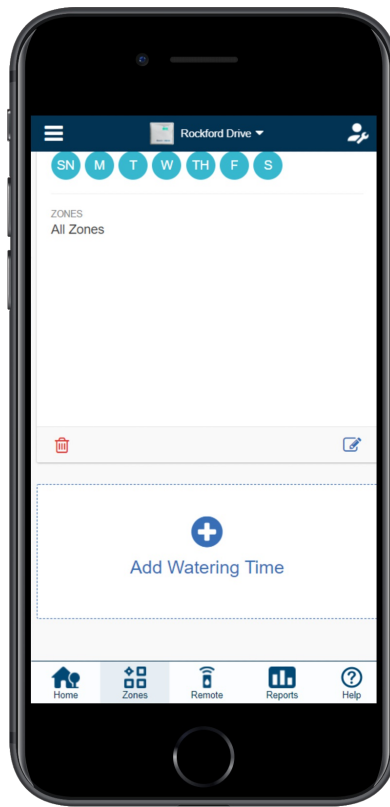 Rockford Drive
SN M T W TH F S
ZONES
All Zones
Add Watering Time
Home Zones Remote Reports Help